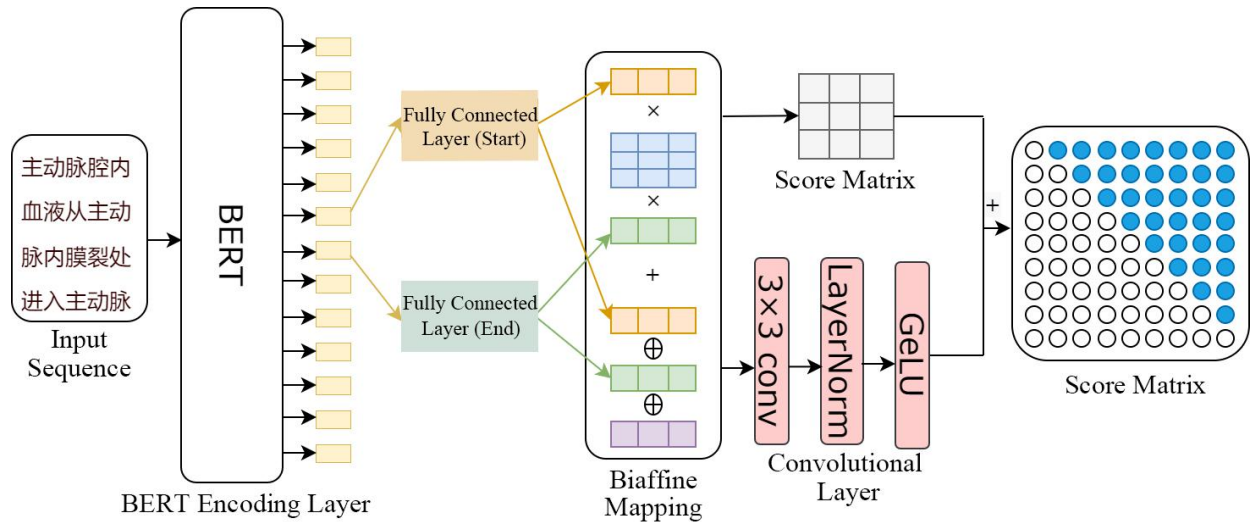 主动脉腔内
血液从主动
脉内膜裂处
进入主动脉
Input
Sequence
BERT
BERT Encoding Layer
Fully Connected
Layer (Start)
Fully Connected
Layer (End)
×
×
+
⊕
⊕
Biaffine
Mapping
Score Matrix
3×3 conv
LayerNorm
GeLU
Convolutional
Layer
+
Score Matrix